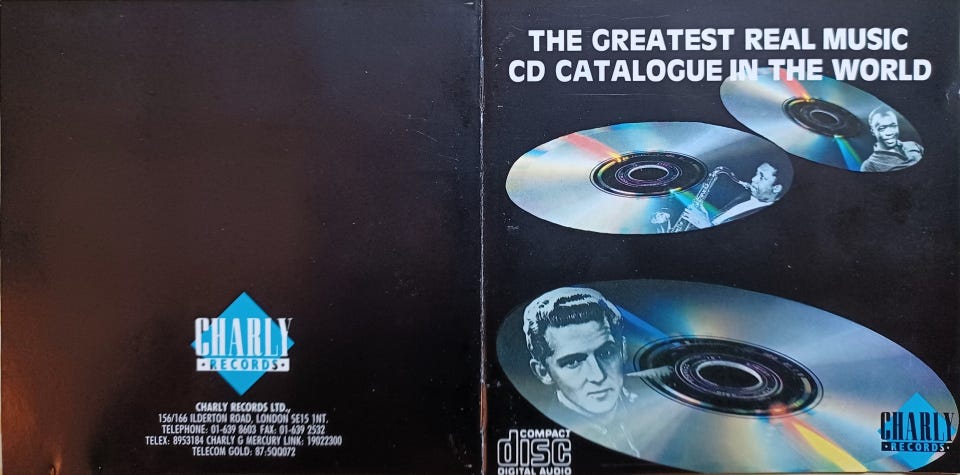 CHARLY
• RECORDS •
CHARLY RECORDS LTD.,
156/166 ILDERTON ROAD, LONDON SE15 1NT.
TELEPHONE: 01-639 8603 FAX: 01-639 2532
TELEX: 8953184 CHARLY G MERCURY LINK: 19022300
TELECOM GOLD: 87:SQQ072
THE GREATEST REAL MUSIC
CD CATALOGUE IN THE WORLD
COMPACT
disc
DIGITAL AUDIO
CHARLY
• RECORDS •